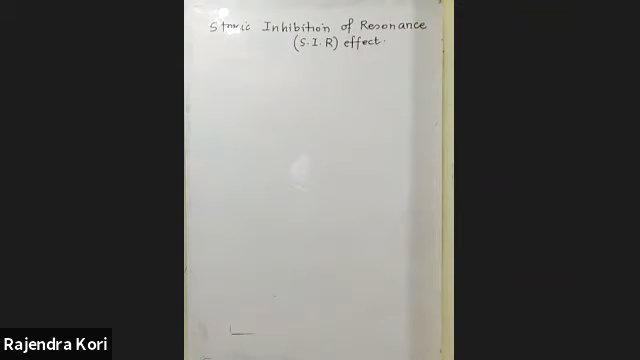 Steric Inhibition of Resonance
(S.I.R) effect.
Rajendra Kori